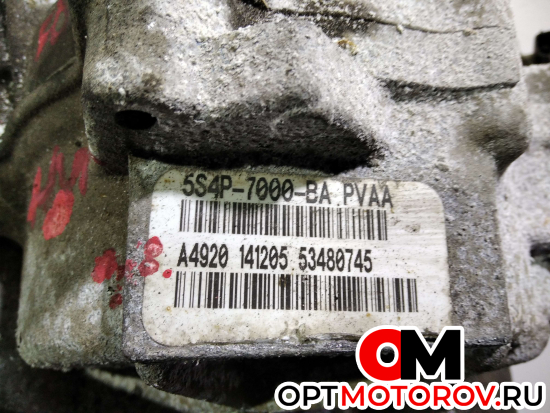 5S4P-7000-BA PVAA
A4920 141205 53480745
OM
OPTMOTOROV.RU